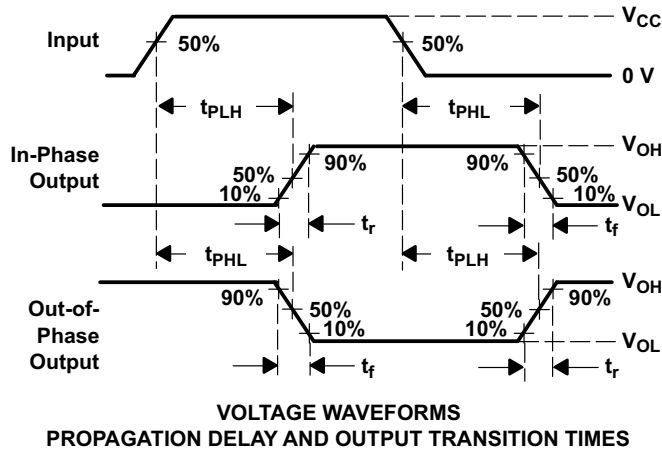 Input
50%
50%
VCC
0 V
tPLH
tPHL
In-Phase
Output
50%
10%
90%
90%
50%
10%
VOH
VOL
tr
tf
tPHL
tPLH
Out-of-
Phase
Output
90%
50%
10%
50%
10%
90%
VOH
VOL
tf
tr
VOLTAGE WAVEFORMS
PROPAGATION DELAY AND OUTPUT TRANSITION TIMES